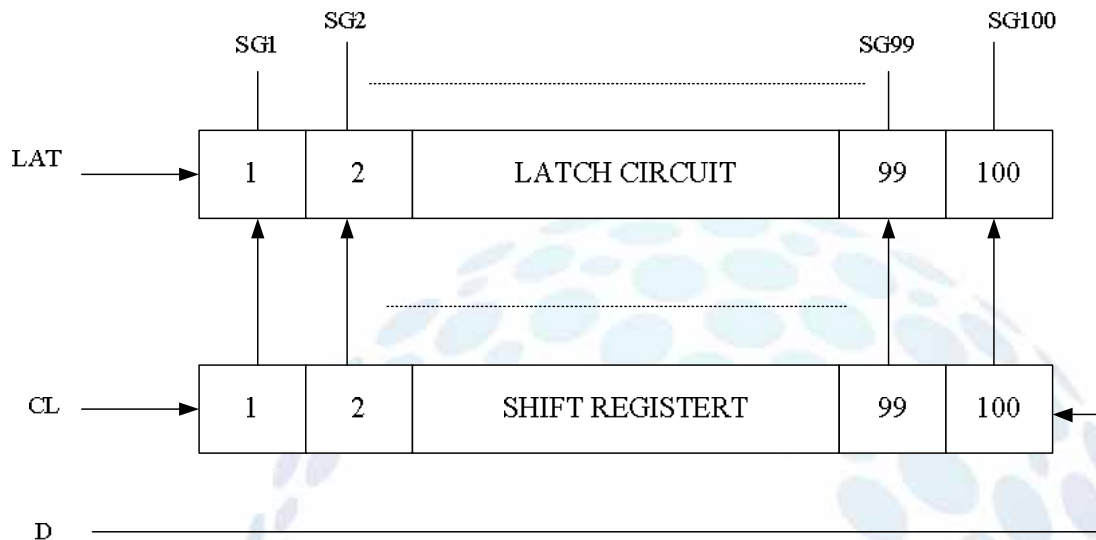 SG1 SG2 SG99 SG100
LAT 1 2 LATCH CIRCUIT 99 100
CL 1 2 SHIFT REGISTERT 99 100
D